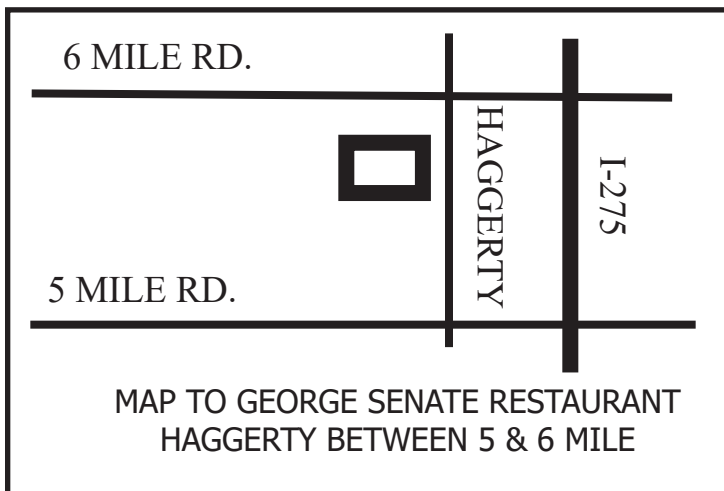 6 MILE RD.
HAGGERTY
I-275
5 MILE RD.
MAP TO GEORGE SENATE RESTAURANT
HAGGERTY BETWEEN 5 & 6 MILE